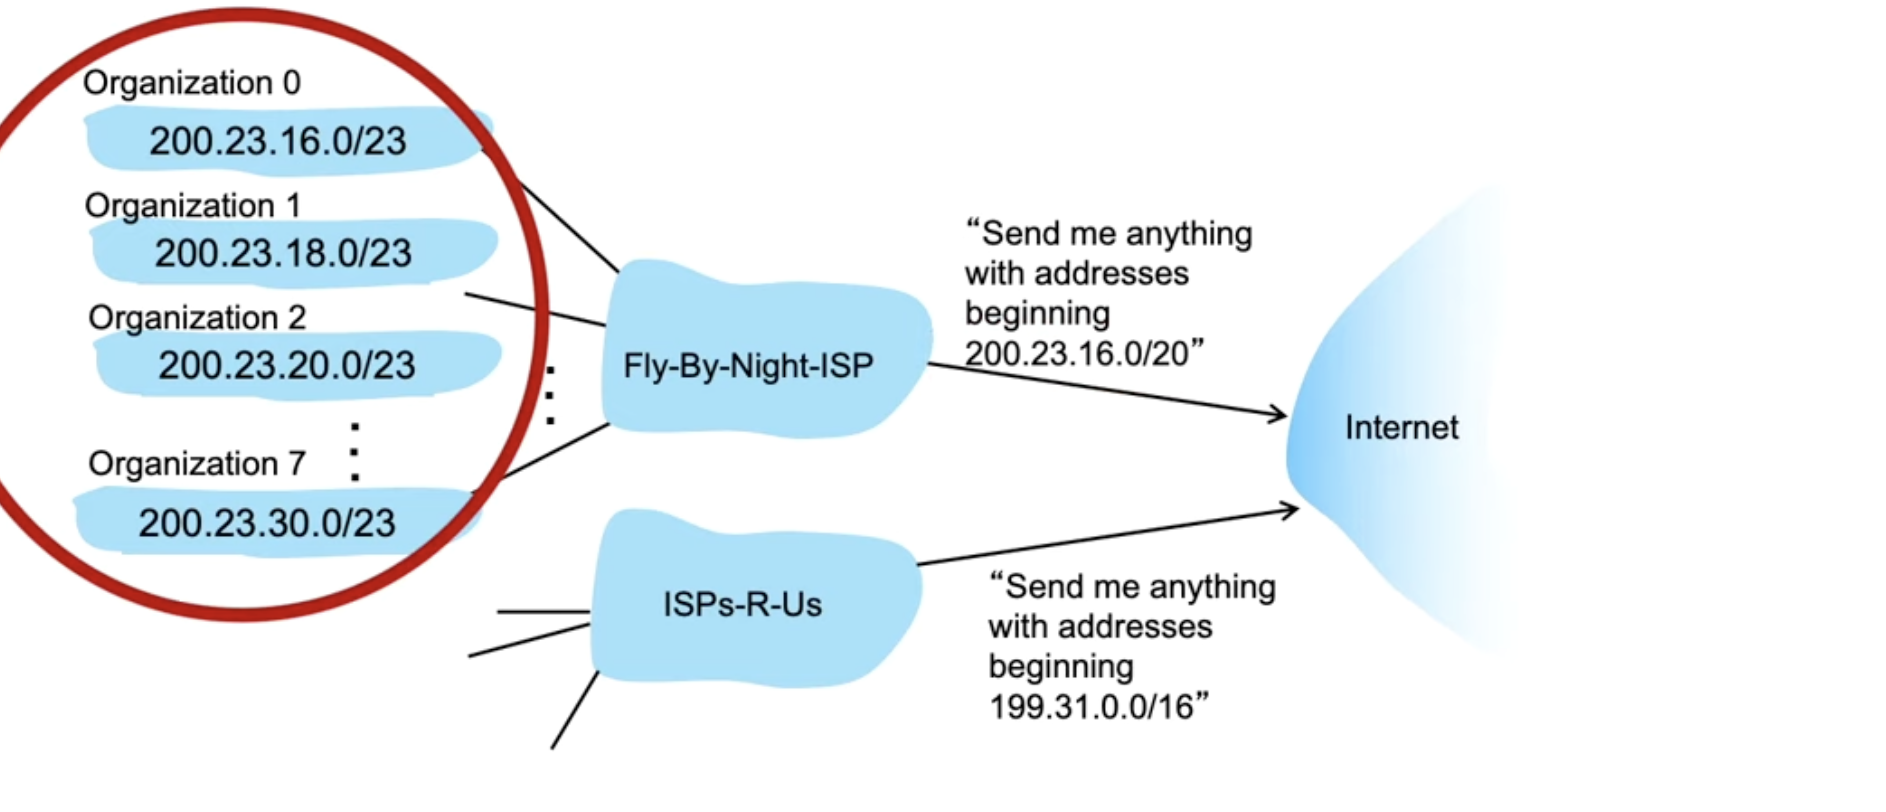 Organization 0
200.23.16.0/23
Organization 1
200.23.18.0/23
Organization 2
200.23.20.0/23
Organization 7
200.23.30.0/23
Fly-By-Night-ISP
“Send me anything
with addresses
beginning
200.23.16.0/20”
Internet
ISPs-R-Us
“Send me anything
with addresses
beginning
199.31.0.0/16”